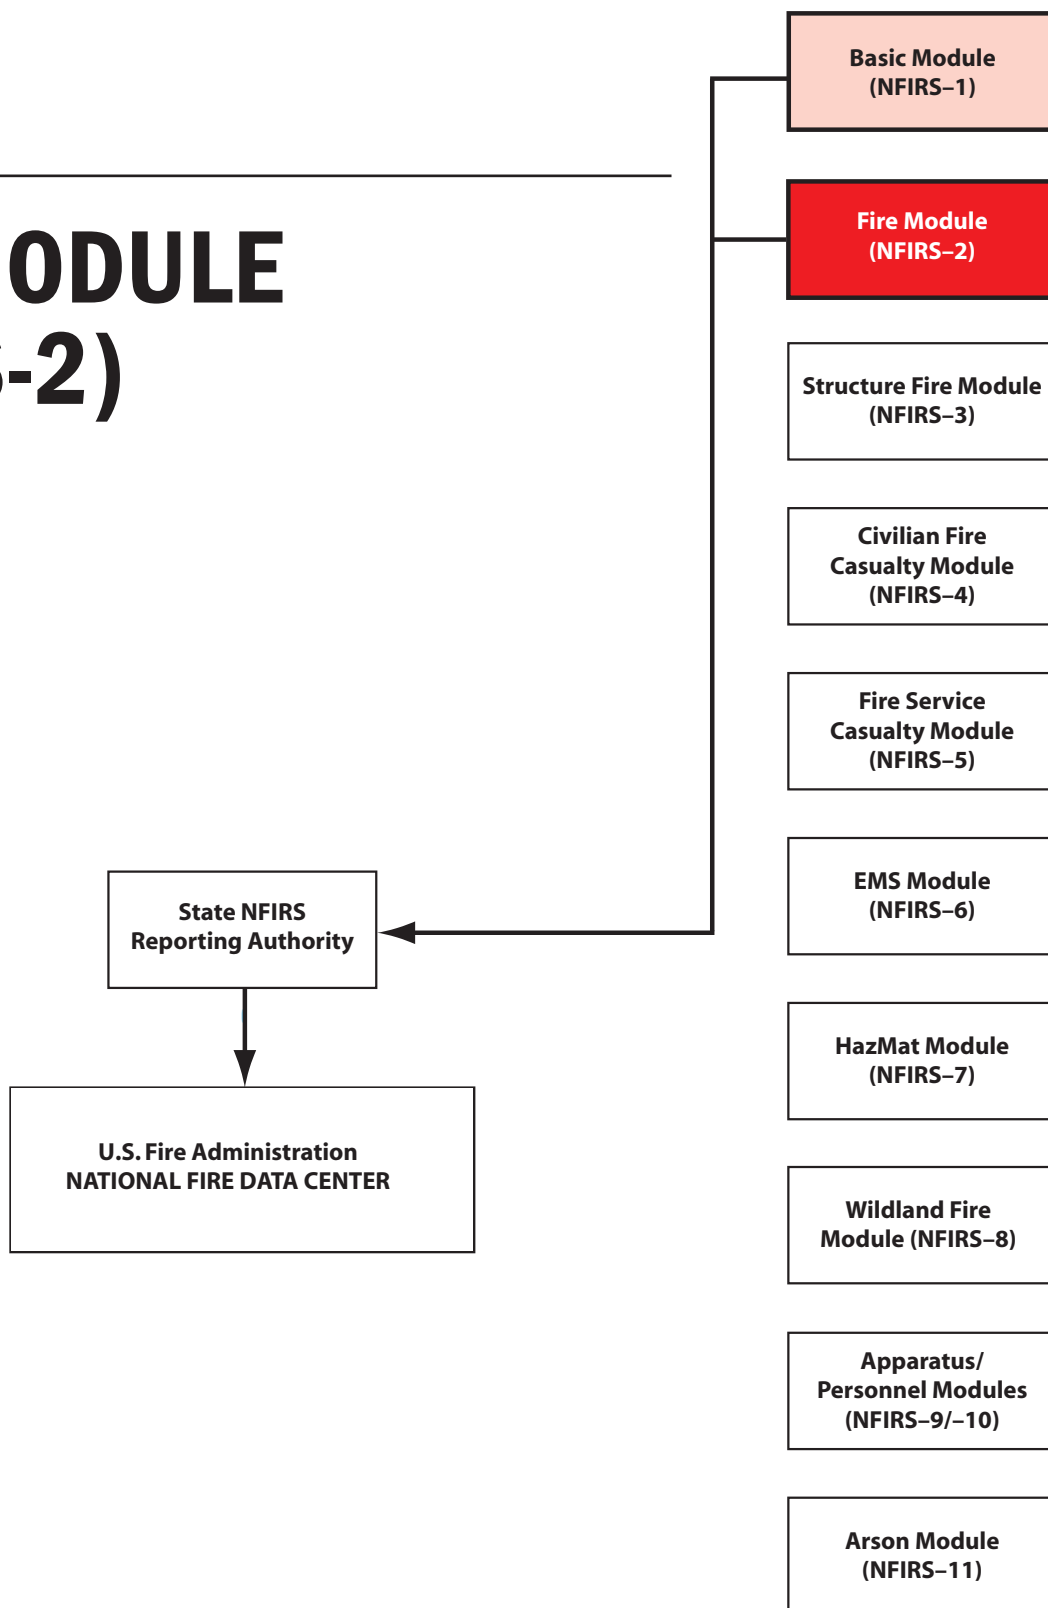 ODULE
-2)
Basic Module
(NFIRS–1)
Fire Module
(NFIRS–2)
Structure Fire Module
(NFIRS–3)
Civilian Fire
Casualty Module
(NFIRS–4)
Fire Service
Casualty Module
(NFIRS–5)
EMS Module
(NFIRS–6)
HazMat Module
(NFIRS–7)
Wildland Fire
Module (NFIRS–8)
Apparatus/
Personnel Modules
(NFIRS–9/–10)
Arson Module
(NFIRS–11)
State NFIRS
Reporting Authority
U.S. Fire Administration
NATIONAL FIRE DATA CENTER